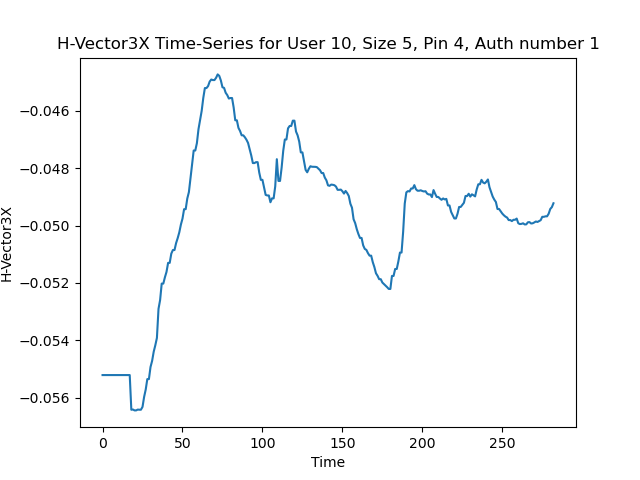 H-Vector3X Time-Series for User 10, Size 5, Pin 4, Auth number 1
H-Vector3X
−0.046
−0.048
−0.050
−0.052
−0.054
−0.056
0 50 100 150 200 250
Time